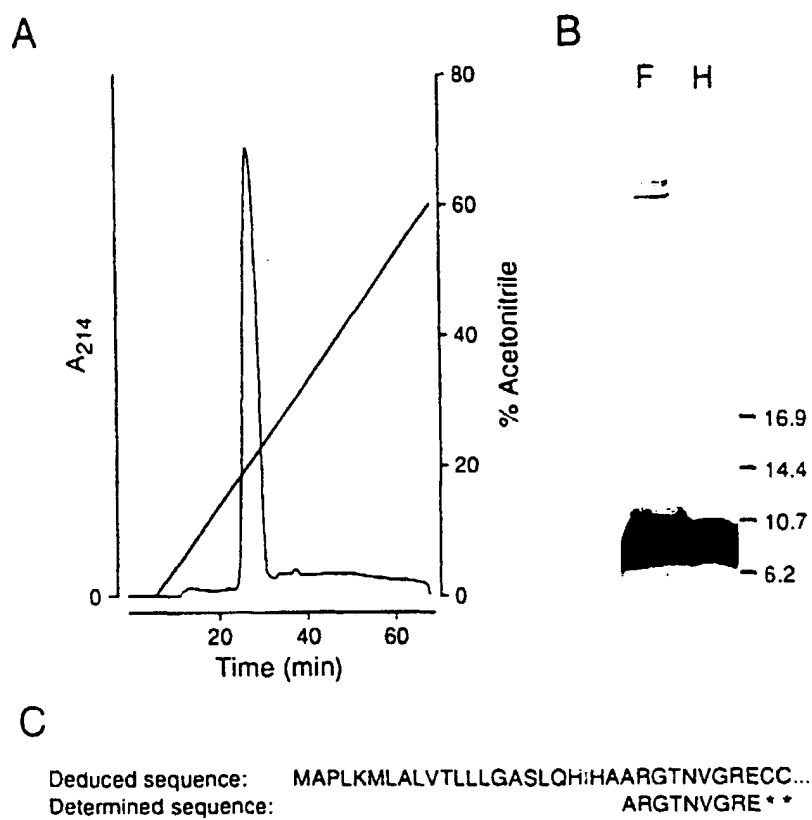 A
B
F H
80
60
40
20
0
0
A214
% Acetonitrile
20 40 60
Time (min)
16.9
14.4
10.7
6.2
C
Deduced sequence: MAPLKMLALVTLLLGASLQHIHAARGTNVGRECC...
Determined sequence: ARGTNVGRE**